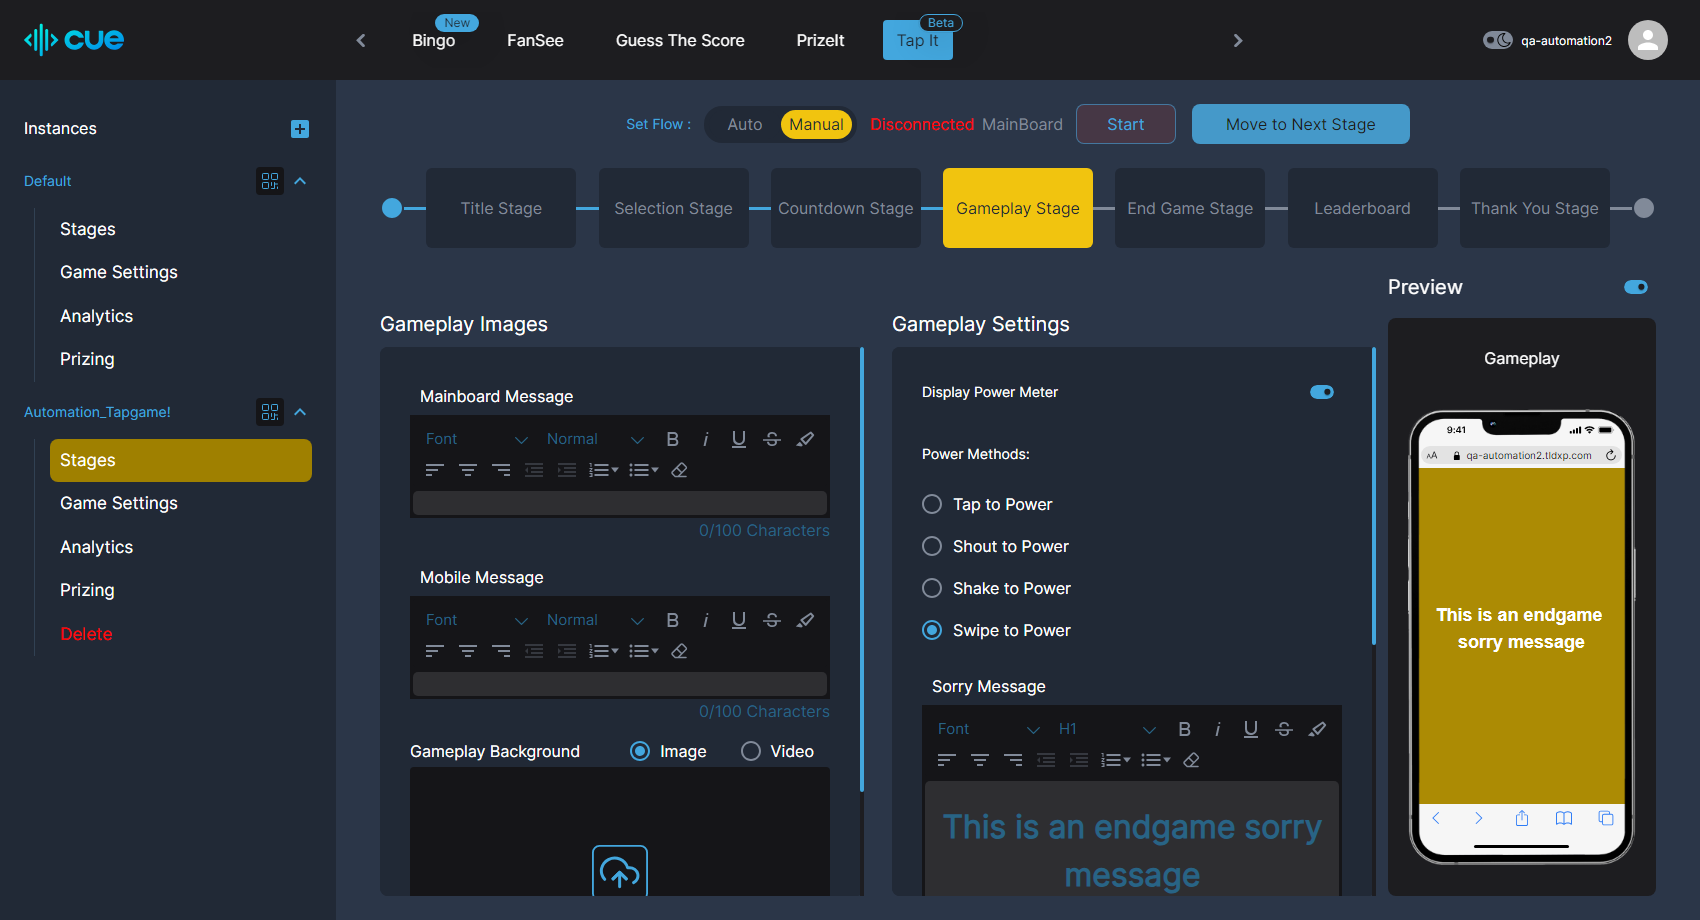 cue
New
Bingo
FanSee
Guess The Score
PrizeIt
Beta
Tap It
qa-automation2
Instances
Default
Stages
Game Settings
Analytics
Prizing
Automation_Tapgame!
Stages
Game Settings
Analytics
Prizing
Delete
Set Flow :
Auto
Manual
Disconnected MainBoard
Start
Move to Next Stage
Title Stage
Selection Stage
Countdown Stage
Gameplay Stage
End Game Stage
Leaderboard
Thank You Stage
Gameplay Images
Mainboard Message
Font
Normal
0/100 Characters
Mobile Message
Font
Normal
0/100 Characters
Gameplay Background
Image
Video
Gameplay Settings
Display Power Meter
Power Methods:
Tap to Power
Shout to Power
Shake to Power
Swipe to Power
Sorry Message
Font
H1
This is an endgame sorry
message
Preview
Gameplay
9:41
AA
qa-automation2.tldxp.com
This is an endgame
sorry message